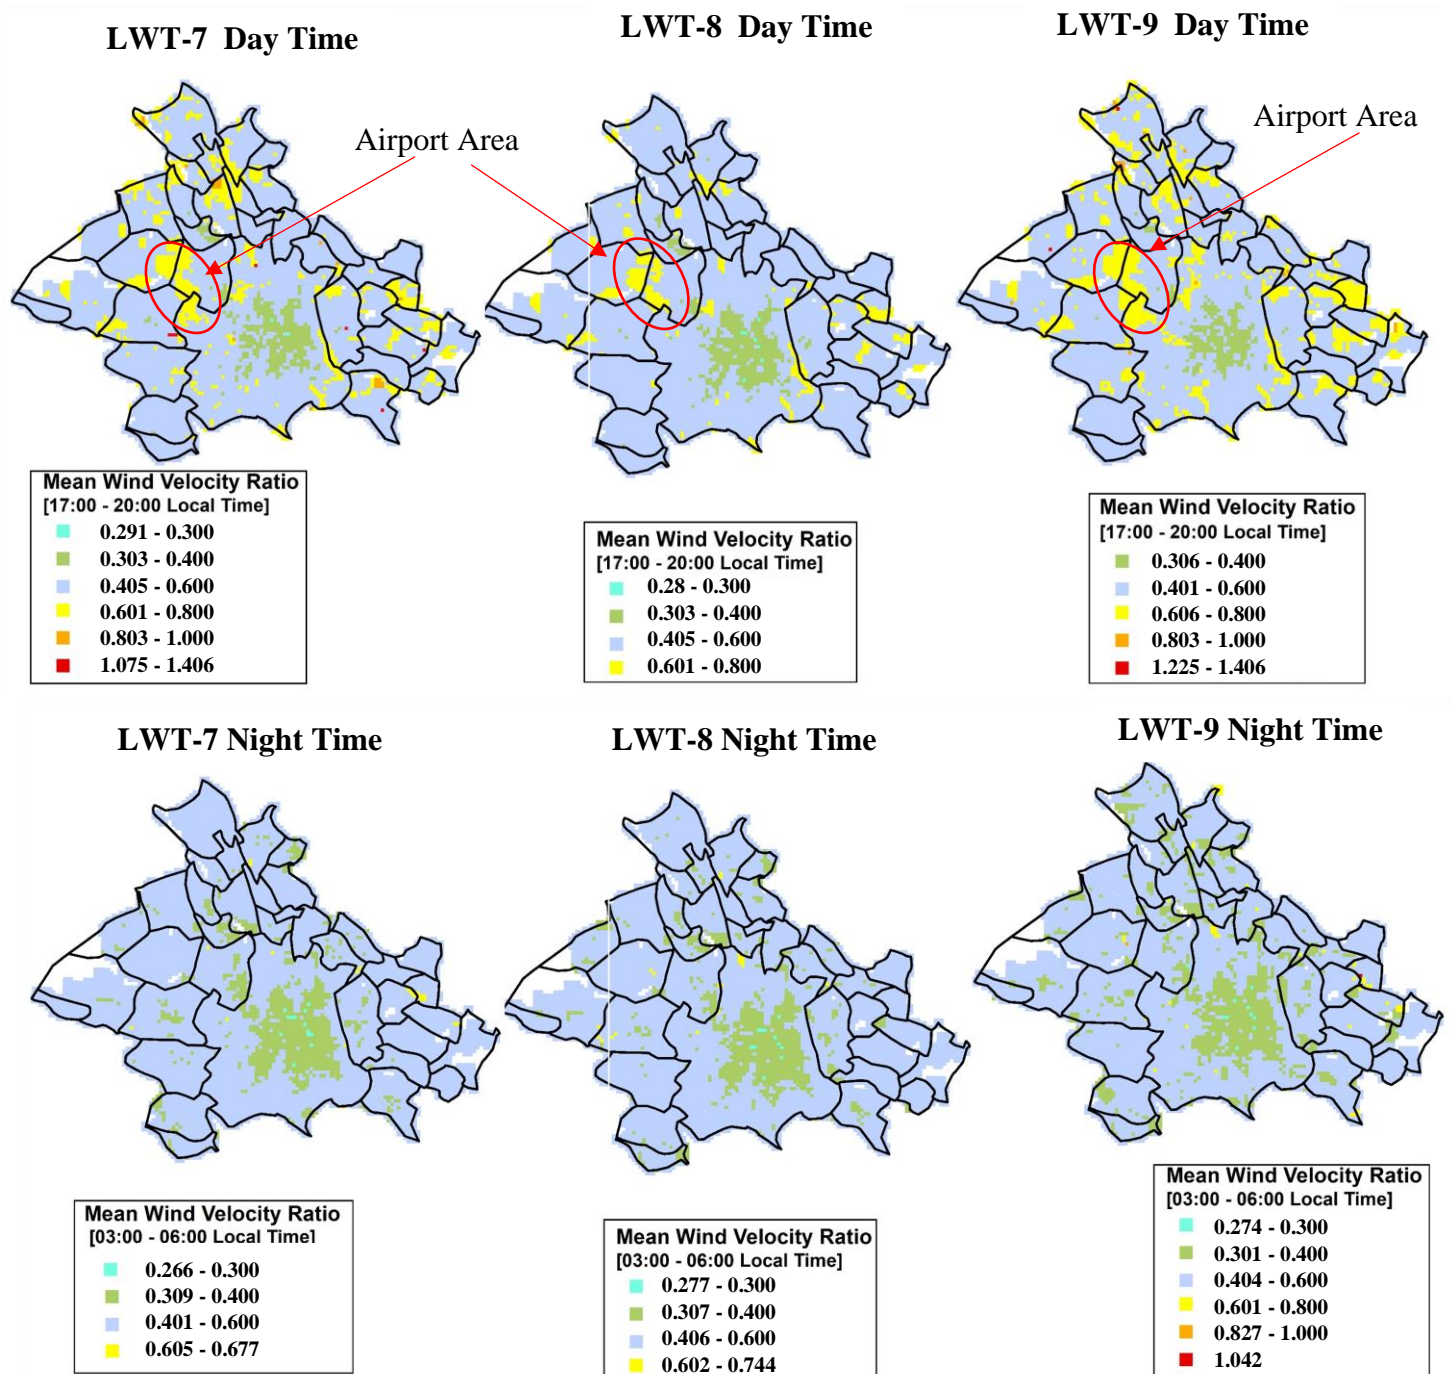 LWT-7 Day Time
LWT-8 Day Time
LWT-9 Day Time
Airport Area
Airport Area
Mean Wind Velocity Ratio
[17:00 - 20:00 Local Time]
0.291 - 0.300
0.303 - 0.400
0.405 - 0.600
0.601 - 0.800
0.803 - 1.000
1.075 - 1.406
Mean Wind Velocity Ratio
[17:00 - 20:00 Local Time]
0.28 - 0.300
0.303 - 0.400
0.405 - 0.600
0.601 - 0.800
Mean Wind Velocity Ratio
[17:00 - 20:00 Local Time]
0.306 - 0.400
0.401 - 0.600
0.606 - 0.800
0.803 - 1.000
1.225 - 1.406
LWT-7 Night Time
LWT-8 Night Time
LWT-9 Night Time
Mean Wind Velocity Ratio
[03:00 - 06:00 Local Time]
0.266 - 0.300
0.309 - 0.400
0.401 - 0.600
0.605 - 0.677
Mean Wind Velocity Ratio
[03:00 - 06:00 Local Time]
0.277 - 0.300
0.307 - 0.400
0.406 - 0.600
0.602 - 0.744
Mean Wind Velocity Ratio
[03:00 - 06:00 Local Time]
0.274 - 0.300
0.301 - 0.400
0.404 - 0.600
0.601 - 0.800
0.827 - 1.000
1.042